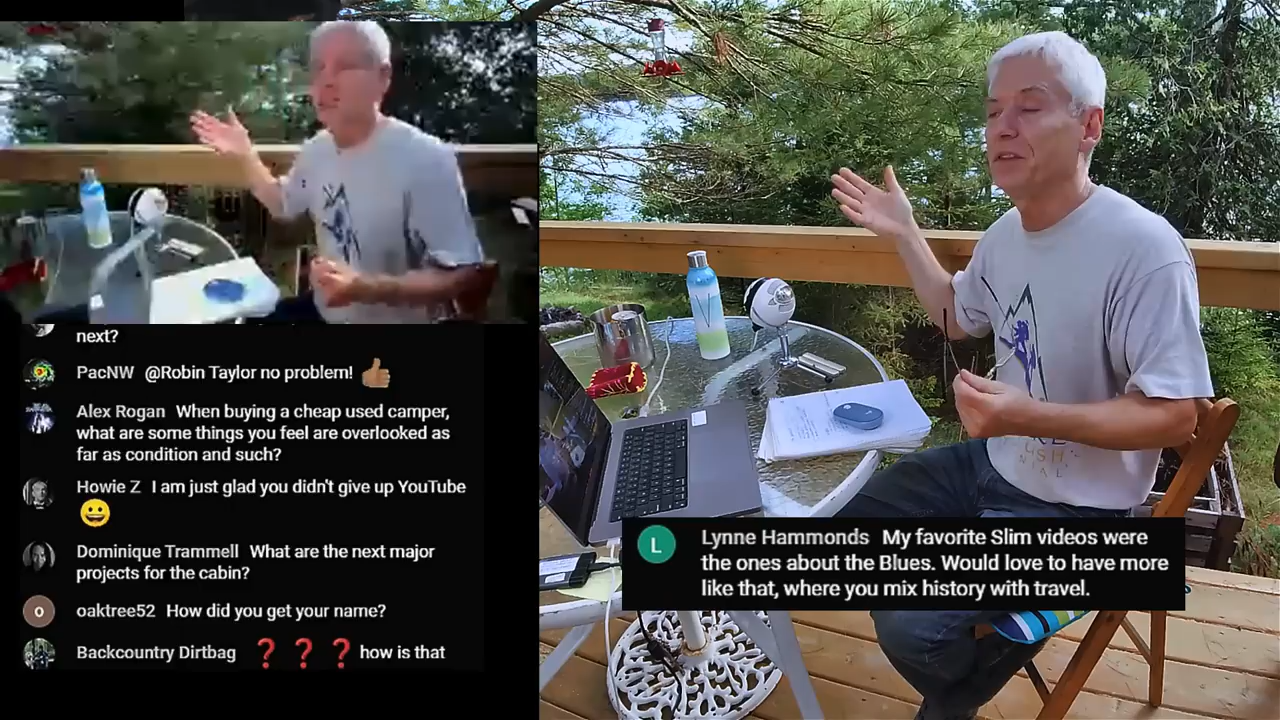 next?
PacNW @Robin Taylor no problem! 👍🏽
Alex Rogan When buying a cheap used camper,
what are some things you feel are overlooked as
far as condition and such?
Howie Z I am just glad you didn't give up YouTube
😀
Dominique Trammell What are the next major
projects for the cabin?
o
oaktree52 How did you get your name?
Backcountry Dirtbag ❓ ❓ ❓ how is that
L
Lynne Hammonds My favorite Slim videos were
the ones about the Blues. Would love to have more
like that, where you mix history with travel.